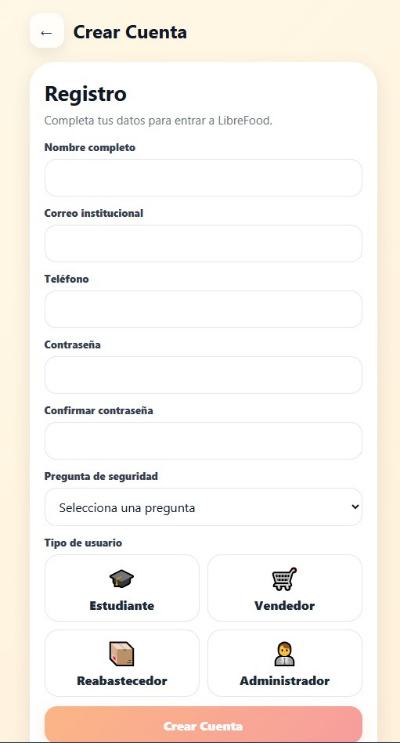 ←
Crear Cuenta
Registro
Completa tus datos para entrar a LibreFood.
Nombre completo
Correo institucional
Teléfono
Contraseña
Confirmar contraseña
Pregunta de seguridad
Selecciona una pregunta
Tipo de usuario
Estudiante
Vendedor
Reabastecedor
Administrador
Crear Cuenta